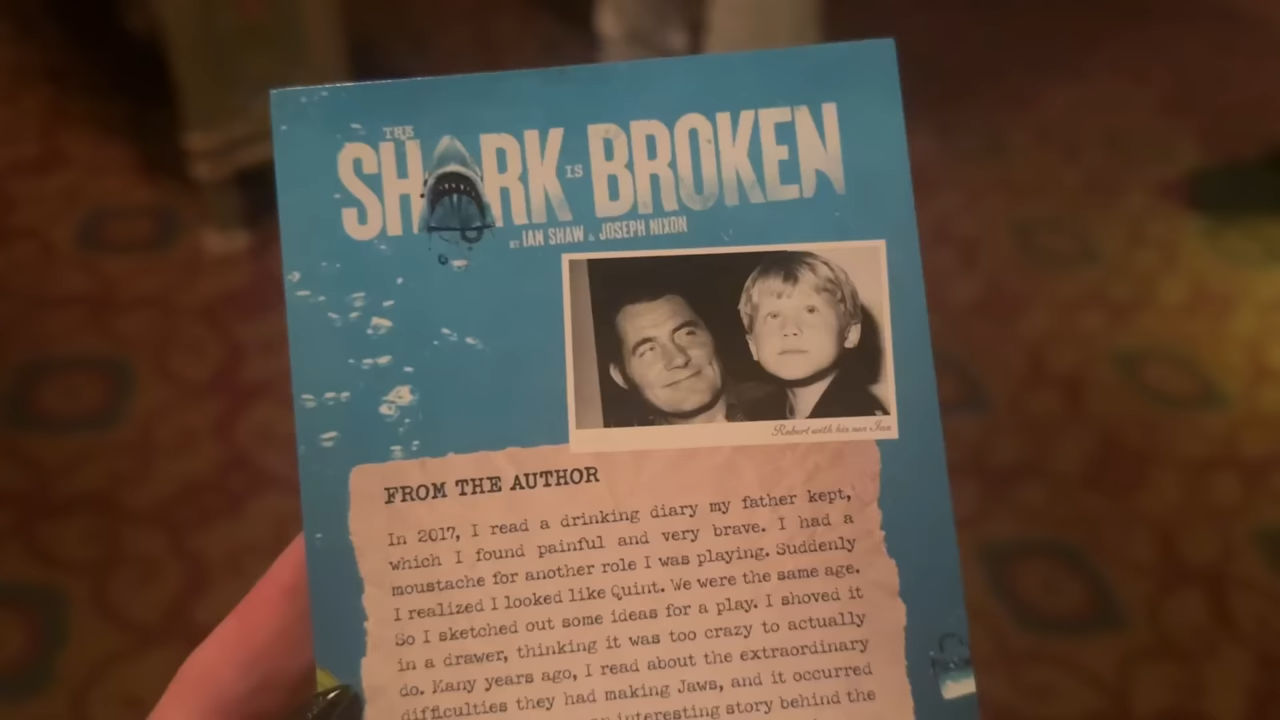 THE
SHARK IS BROKEN
BY IAN SHAW & JOSEPH NIXON
Robert with his son Ian
FROM THE AUTHOR
In 2017, I read a drinking diary my father kept,
which I found painful and very brave. I had a
moustache for another role I was playing. Suddenly
I realized I looked like Quint. We were the same age.
So I sketched out some ideas for a play. I shoved it
in a drawer, thinking it was too crazy to actually
do. Many years ago, I read about the extraordinary
difficulties they had making Jaws, and it occurred
interesting story behind the